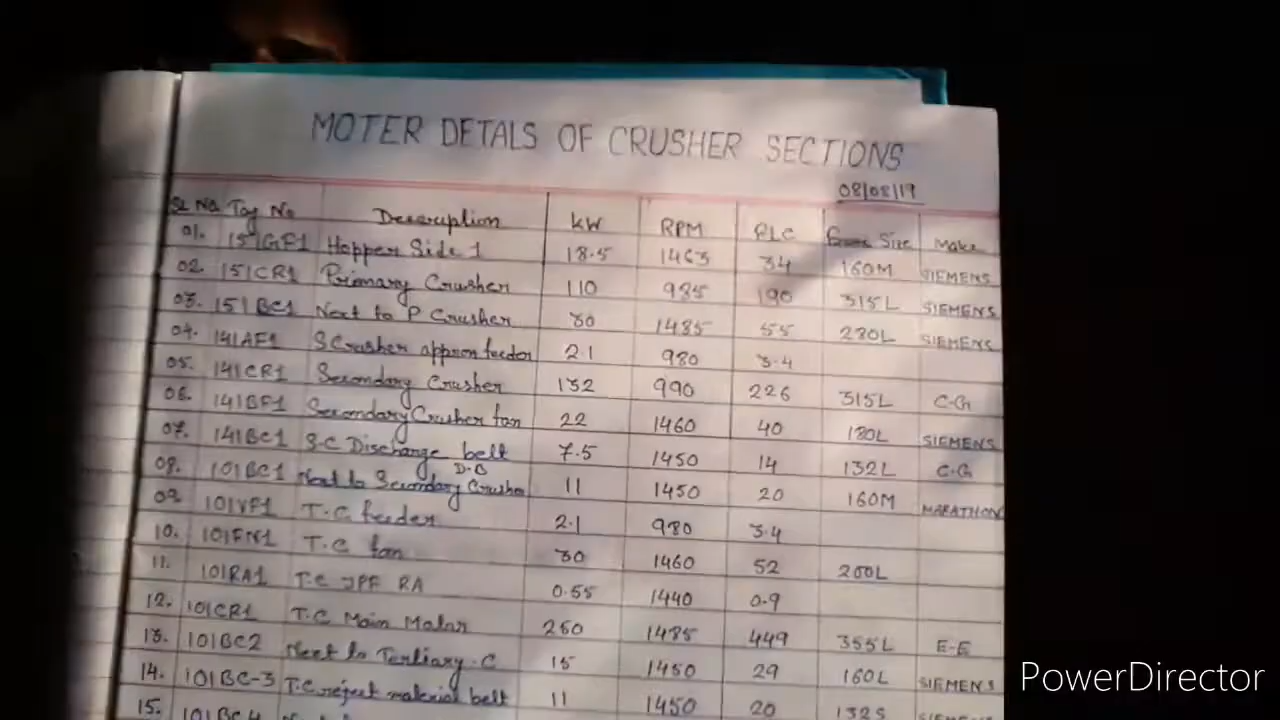 MOTER DETALS OF CRUSHER SECTIONS
08/08/19
SL No. Tag No Description KW RPM FLC Size Make
01. 151GF1 Hopper Side 1 18.5 1463 34 160M SIEMENS
02. 151CR1 Primary Crusher 110 985 190 315L SIEMENS
03. 151BC1 Next to P Crusher 30 1485 55 280L SIEMENS
04. 141AF1 S Crusher appron feedor 2.1 980 3.4
05. 141CR1 Secondary Crusher 132 990 226 315L C.G
06. 141BF1 Secondary Crusher fan 22 1460 40 180L SIEMENS
07. 141BC1 S.C Discharge belt 7.5 1450 14 132L C.G
D.B
08. 101BC1 Next to Secondary Crusher 11 1450 20 160M MARATHON
09. 101VF1 T.C feeder 2.1 980 3.4
10. 101FN1 T.C fan 30 1460 52 200L
11. 101RA1 T.C JPF RA 0.55 1440 0.9
12. 101CR1 T.C Main Motar 250 1485 449 355L E-E
13. 101BC2 Next to Tertiary.C 15 1450 29 160L SIEMENS
14. 101BC-3 T.C reject material belt 11 1450 20 132S
15. 101BC4
PowerDirector